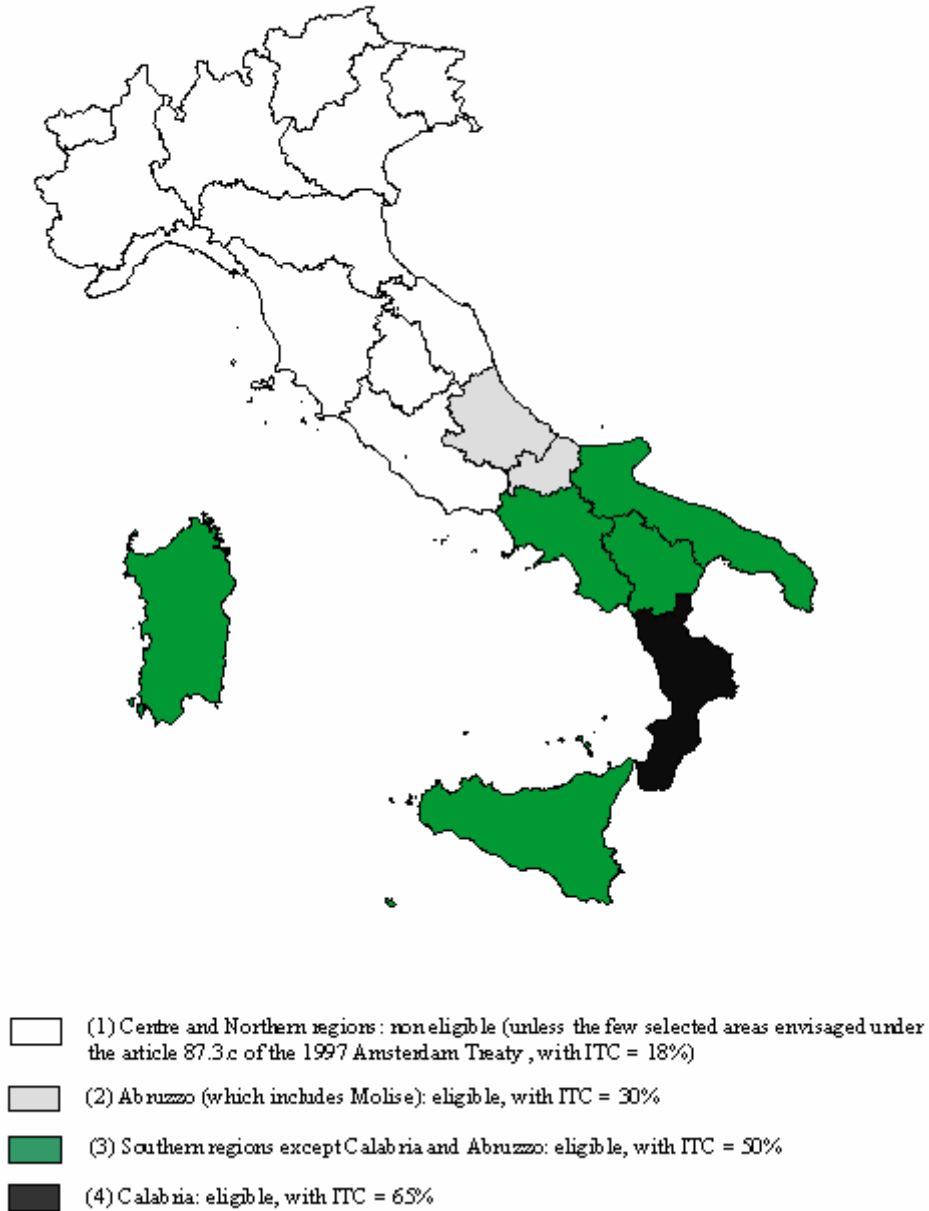 (1) Centre and Northern regions: non eligible (unless the few selected areas envisaged under
the article 87.3.c of the 1997 Amsterdam Treaty, with ITC = 18%)
(2) Abruzzo (which includes Molise): eligible, with ITC = 30%
(3) Southern regions except Calabria and Abruzzo: eligible, with ITC = 50%
(4) Calabria: eligible, with ITC = 65%